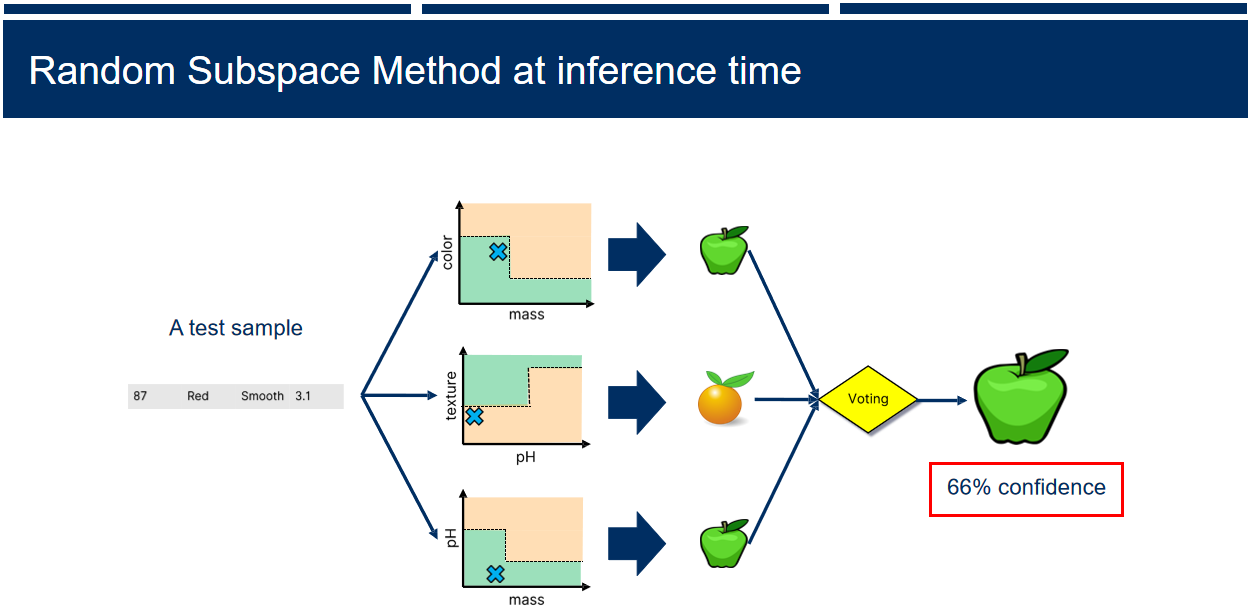 Random Subspace Method at inference time
A test sample
87 Red Smooth 3.1
color
mass
texture
pH
pH
mass
Voting
66% confidence